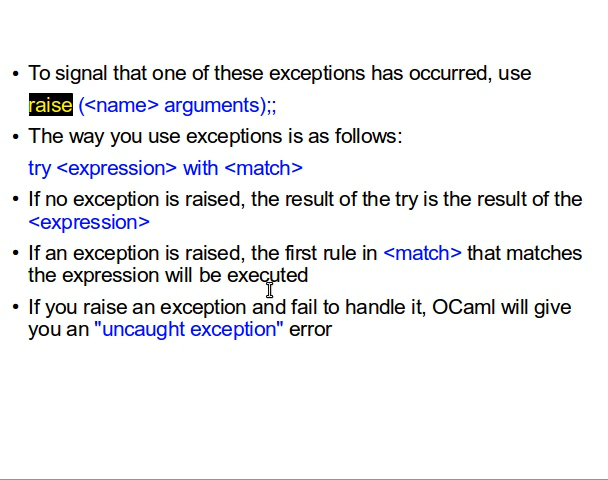 • To signal that one of these exceptions has occurred, use
raise (<name> arguments);;
• The way you use exceptions is as follows:
try <expression> with <match>
• If no exception is raised, the result of the try is the result of the
<expression>
• If an exception is raised, the first rule in <match> that matches
the expression will be executed
• If you raise an exception and fail to handle it, OCaml will give
you an "uncaught exception" error